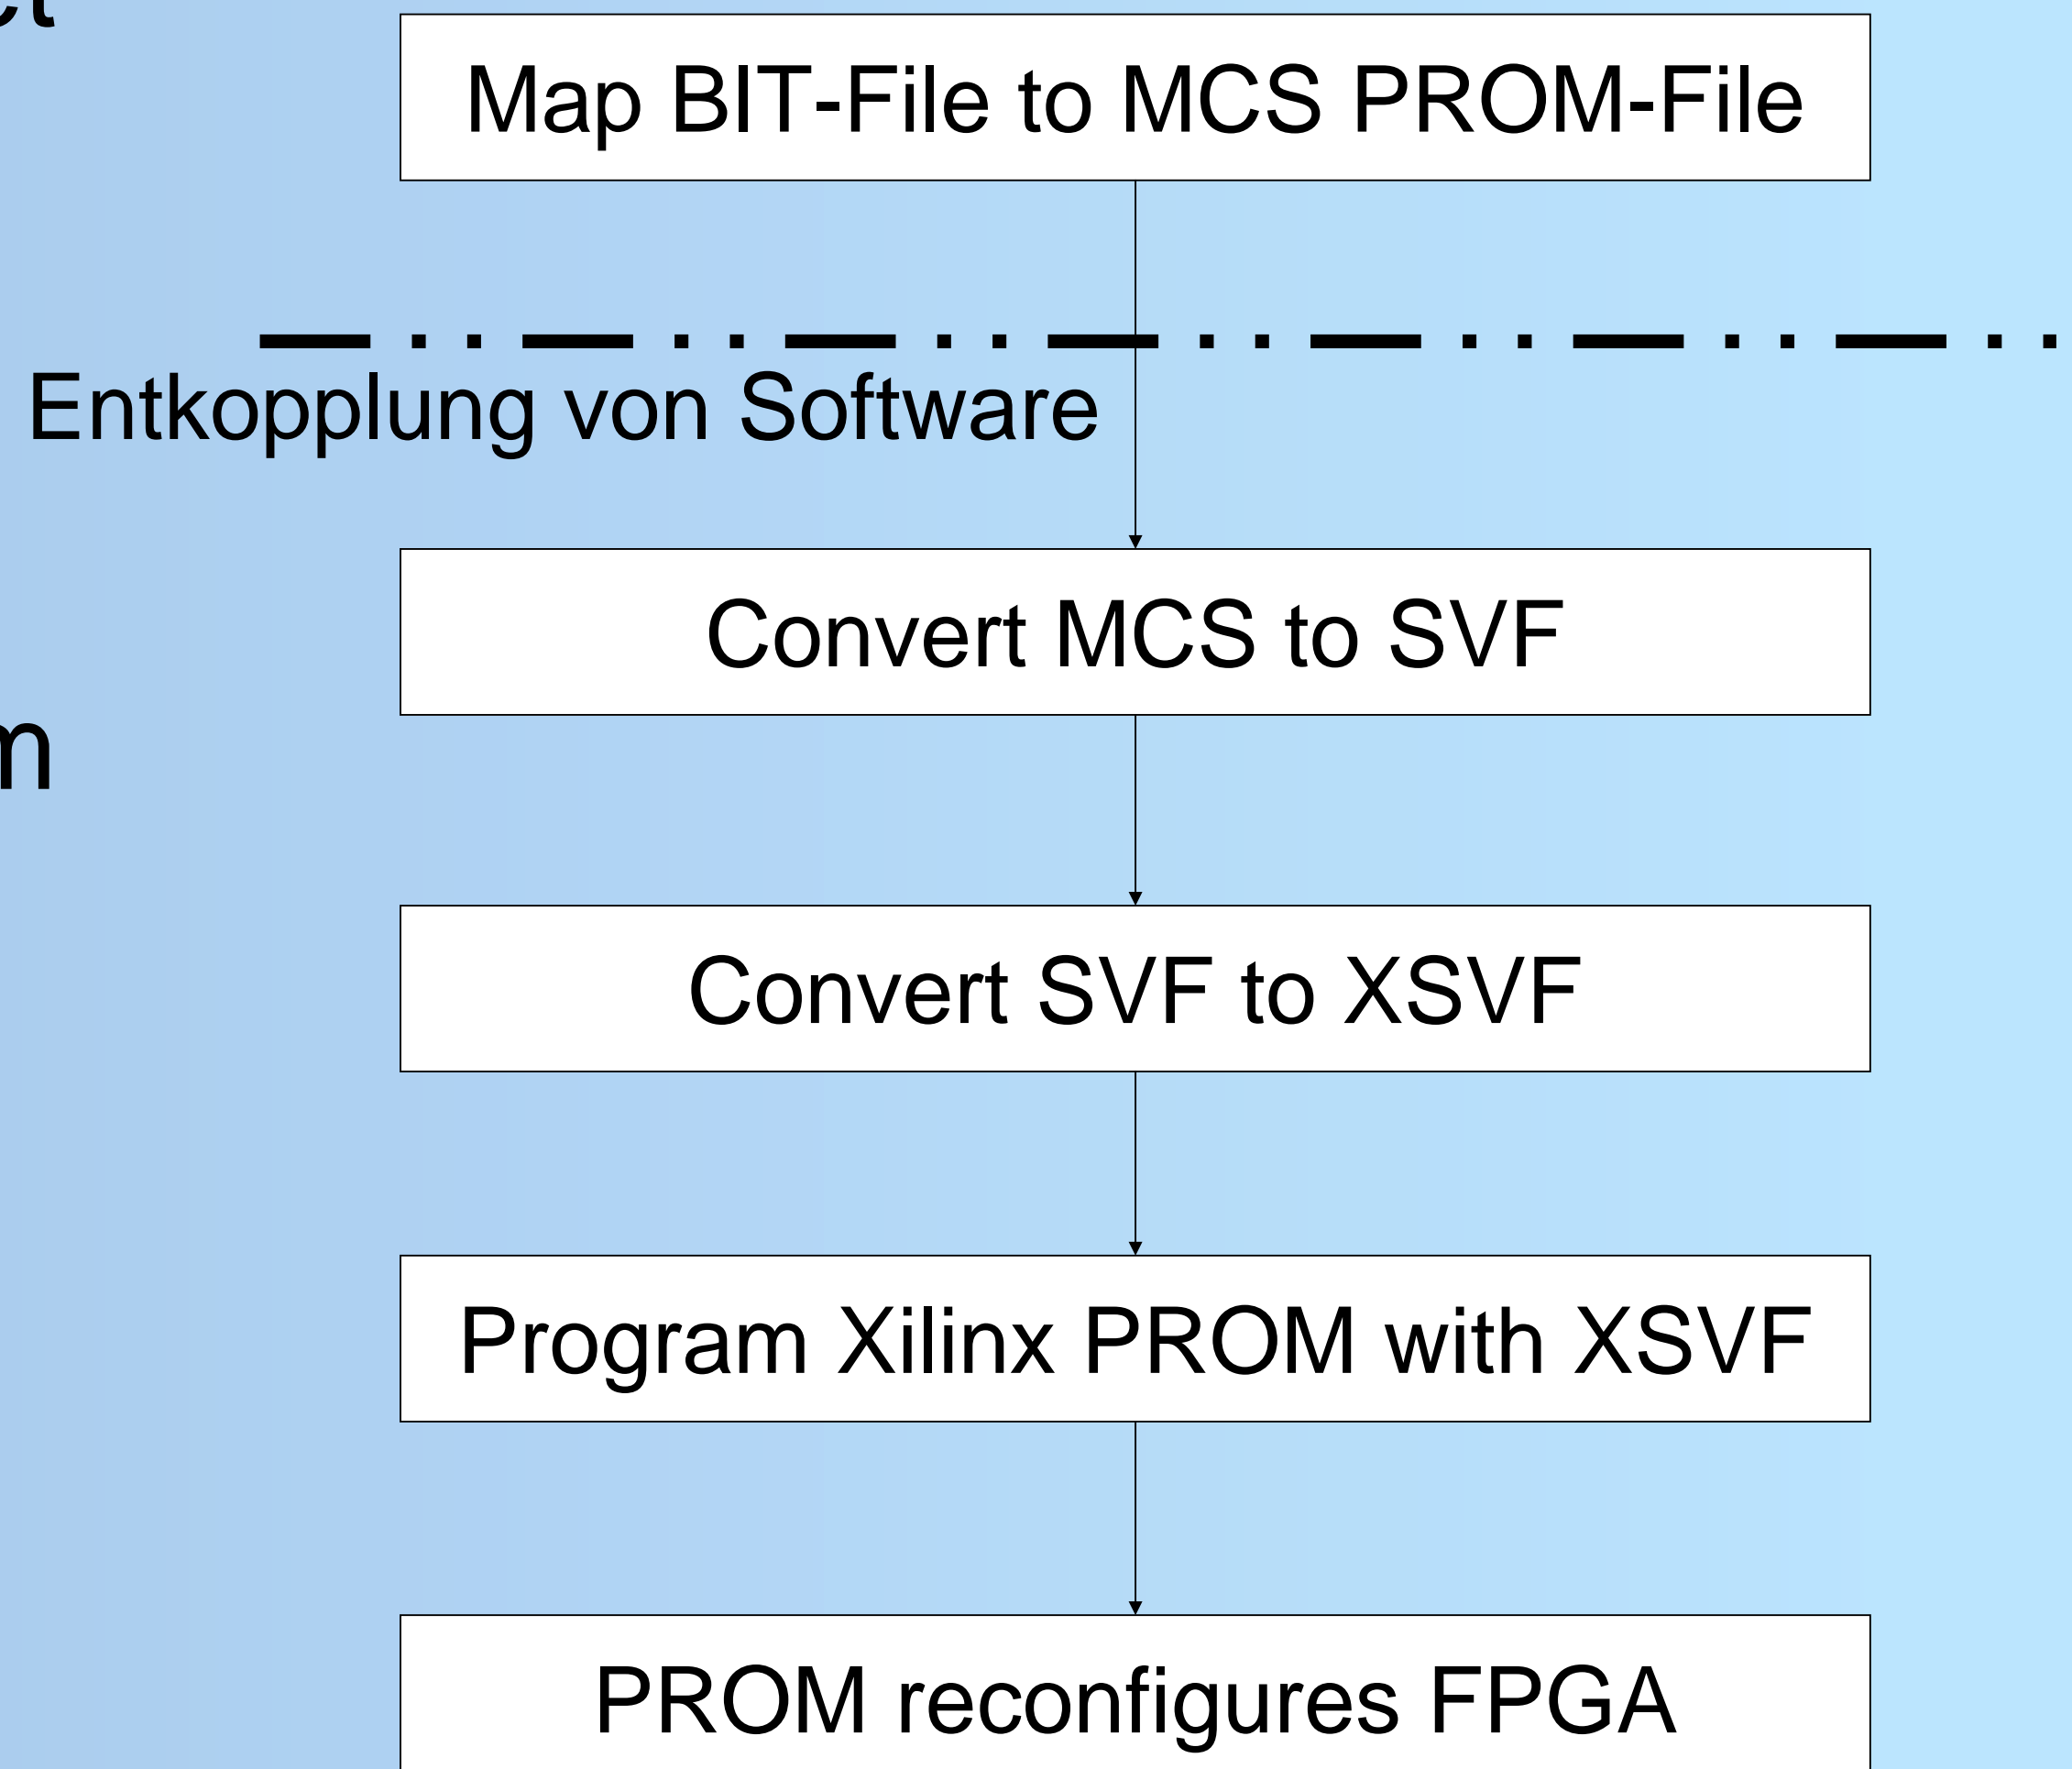 Map BIT-File to MCS PROM-File
Entkopplung von Software
Convert MCS to SVF
Convert SVF to XSVF
Program Xilinx PROM with XSVF
PROM reconfigures FPGA